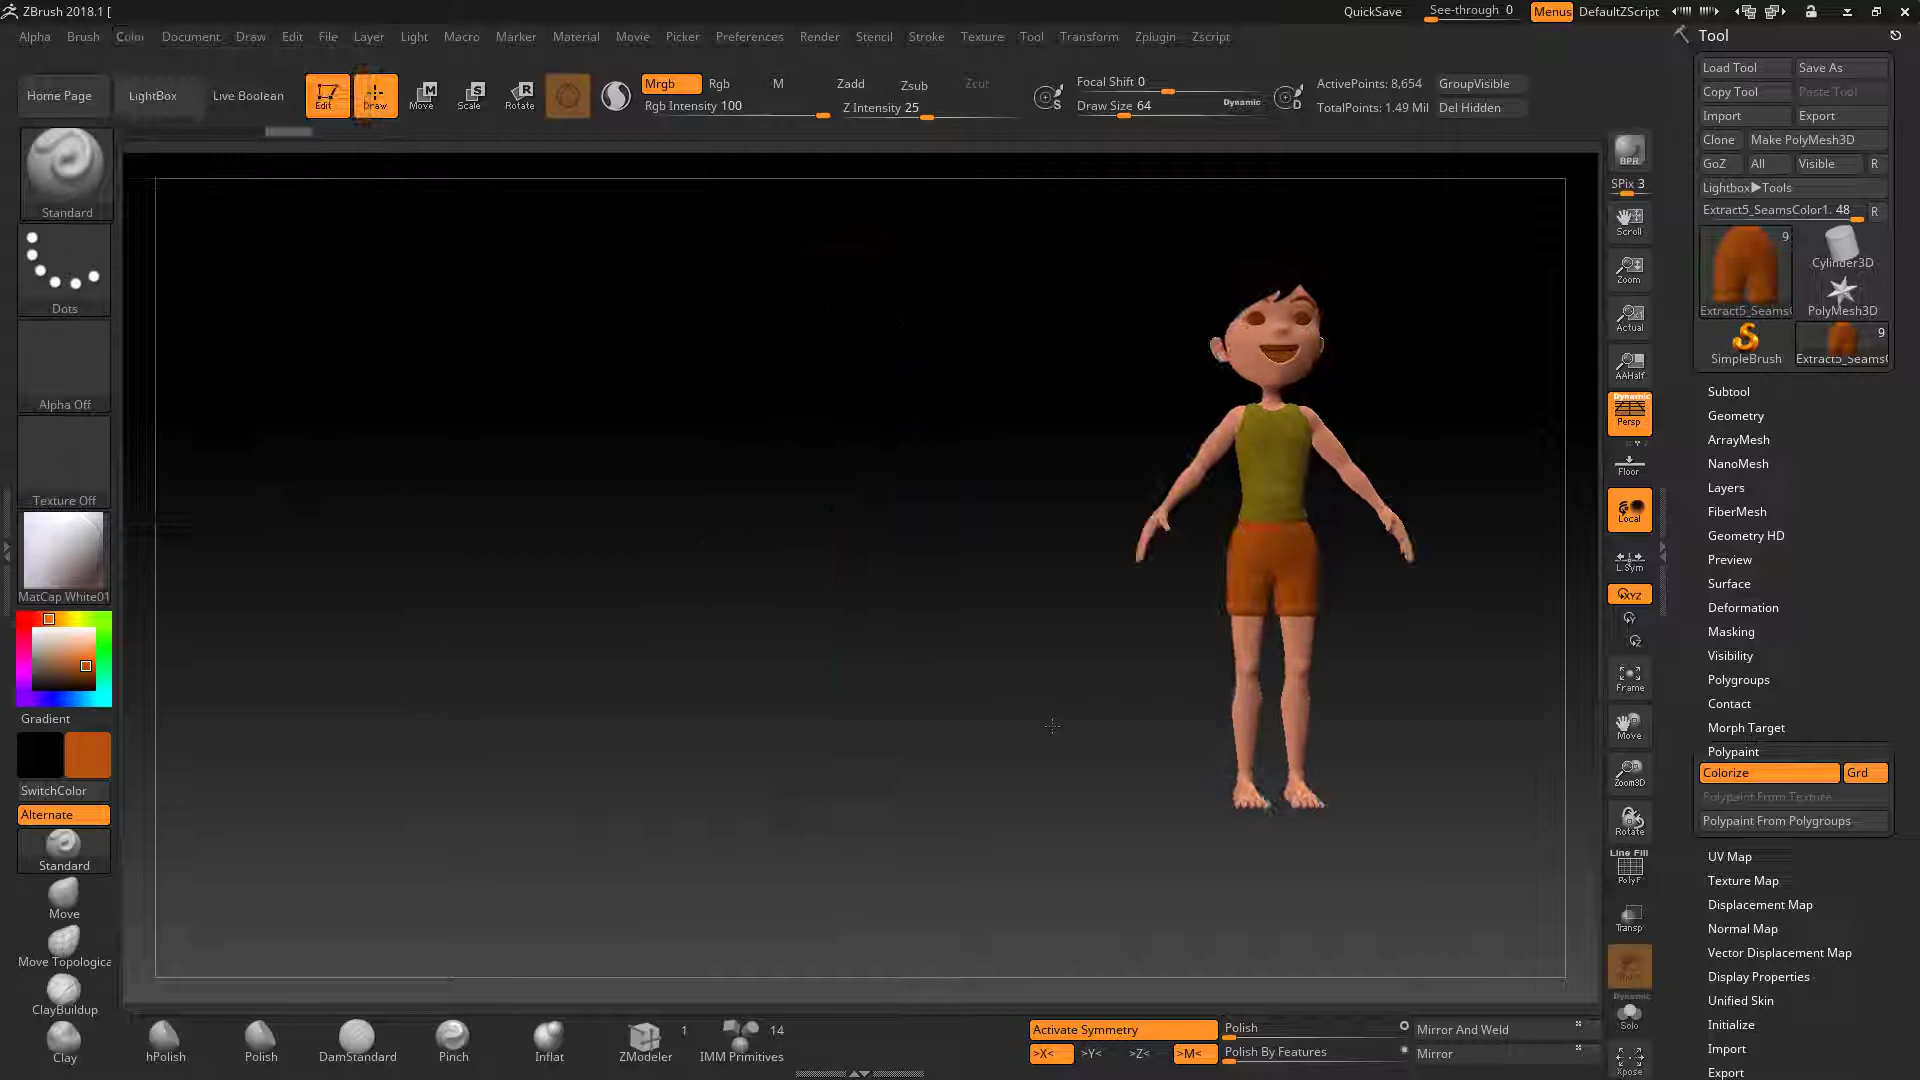 ZBrush 2018.1 [
QuickSave
See-through 0
Menus
DefaultZScript
Alpha Brush Color Document Draw Edit File Layer Light Macro Marker Material Movie Picker Preferences Render Stencil Stroke Texture Tool Transform Zplugin Zscript
Tool
Home Page
LightBox
Live Boolean
Edit
Draw
Move
Scale
Rotate
Mrgb
Rgb
M
Rgb Intensity 100
Zadd
Zsub
Zcut
Z Intensity 25
S
Focal Shift 0
Draw Size 64
Dynamic
D
ActivePoints: 8,654
TotalPoints: 1.49 Mil
GroupVisible
Del Hidden
Load Tool
Save As
Copy Tool
Paste Tool
Import
Export
Clone
Make PolyMesh3D
GoZ
All
Visible
R
Lightbox▶Tools
Extract5_SeamsColor1. 48
R
9
Cylinder3D
Extract5_Seams
PolyMesh3D
SimpleBrush
9
Extract5_Seams
Subtool
Geometry
ArrayMesh
NanoMesh
Layers
FiberMesh
Geometry HD
Preview
Surface
Deformation
Masking
Visibility
Polygroups
Contact
Morph Target
Polypaint
Colorize
Grd
Polypaint From Texture
Polypaint From Polygroups
UV Map
Texture Map
Displacement Map
Normal Map
Vector Displacement Map
Display Properties
Unified Skin
Initialize
Import
Export
Standard
Dots
Alpha Off
Texture Off
MatCap White01
Gradient
SwitchColor
Alternate
Standard
Move
Move Topologica
ClayBuildup
Clay
BPR
SPix 3
Scroll
Zoom
Actual
AAHalf
Dynamic
Persp
Floor
Local
L.Sym
XYZ
Frame
Move
Zoom3D
Rotate
Line Fill
PolyF
Transp
Dynamic
Solo
Xpose
hPolish
Polish
DamStandard
Pinch
Inflat
ZModeler
1
IMM Primitives
14
Activate Symmetry
>X<
>Y<
>Z<
>M<
Polish
Polish By Features
Mirror And Weld
Mirror